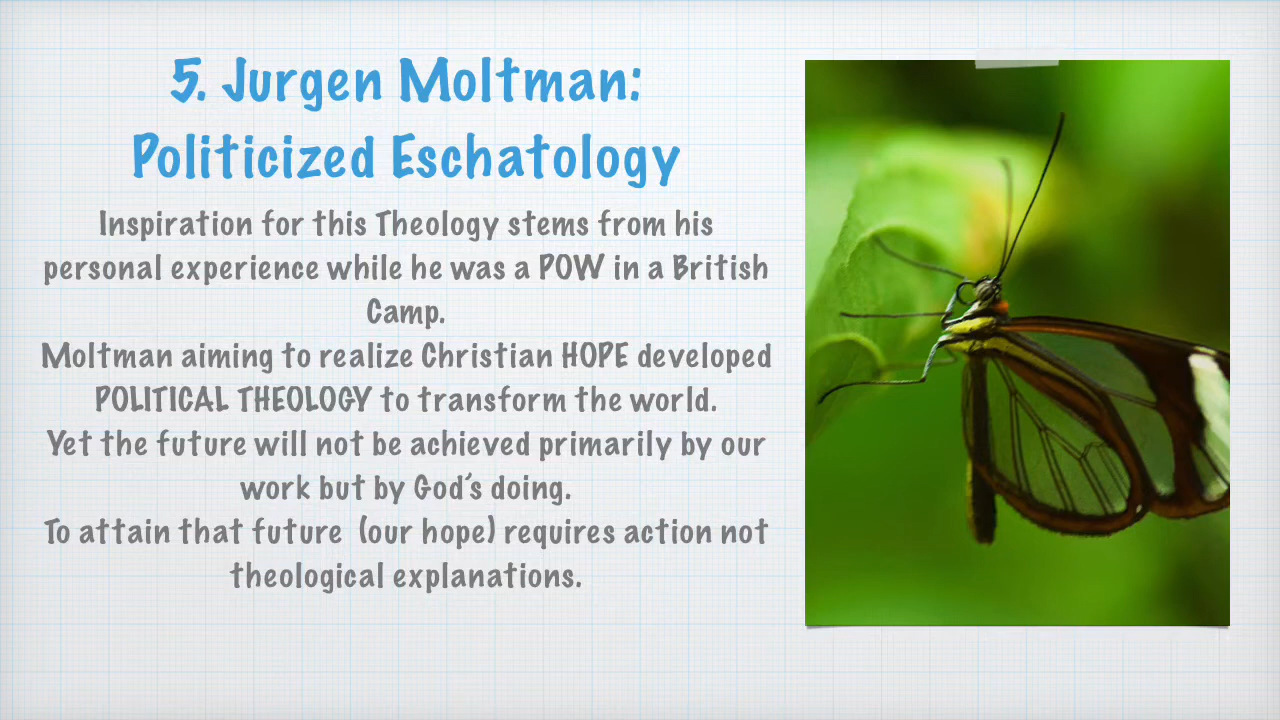 5. Jurgen Moltman:
Politicized Eschatology
Inspiration for this Theology stems from his
personal experience while he was a POW in a British
Camp.
Moltman aiming to realize Christian HOPE developed
POLITICAL THEOLOGY to transform the world.
Yet the future will not be achieved primarily by our
work but by God’s doing.
To attain that future  (our hope) requires action not
theological explanations.